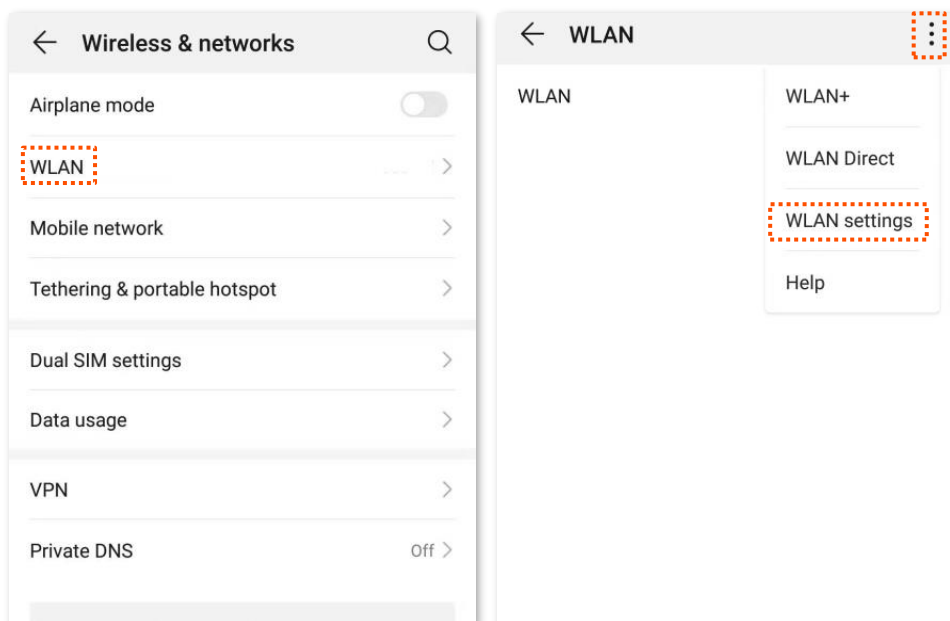 Wireless & networks
Airplane mode
WLAN
Mobile network
Tethering & portable hotspot
Dual SIM settings
Data usage
VPN
Private DNS
Off
WLAN
WLAN
WLAN+
WLAN Direct
WLAN settings
Help